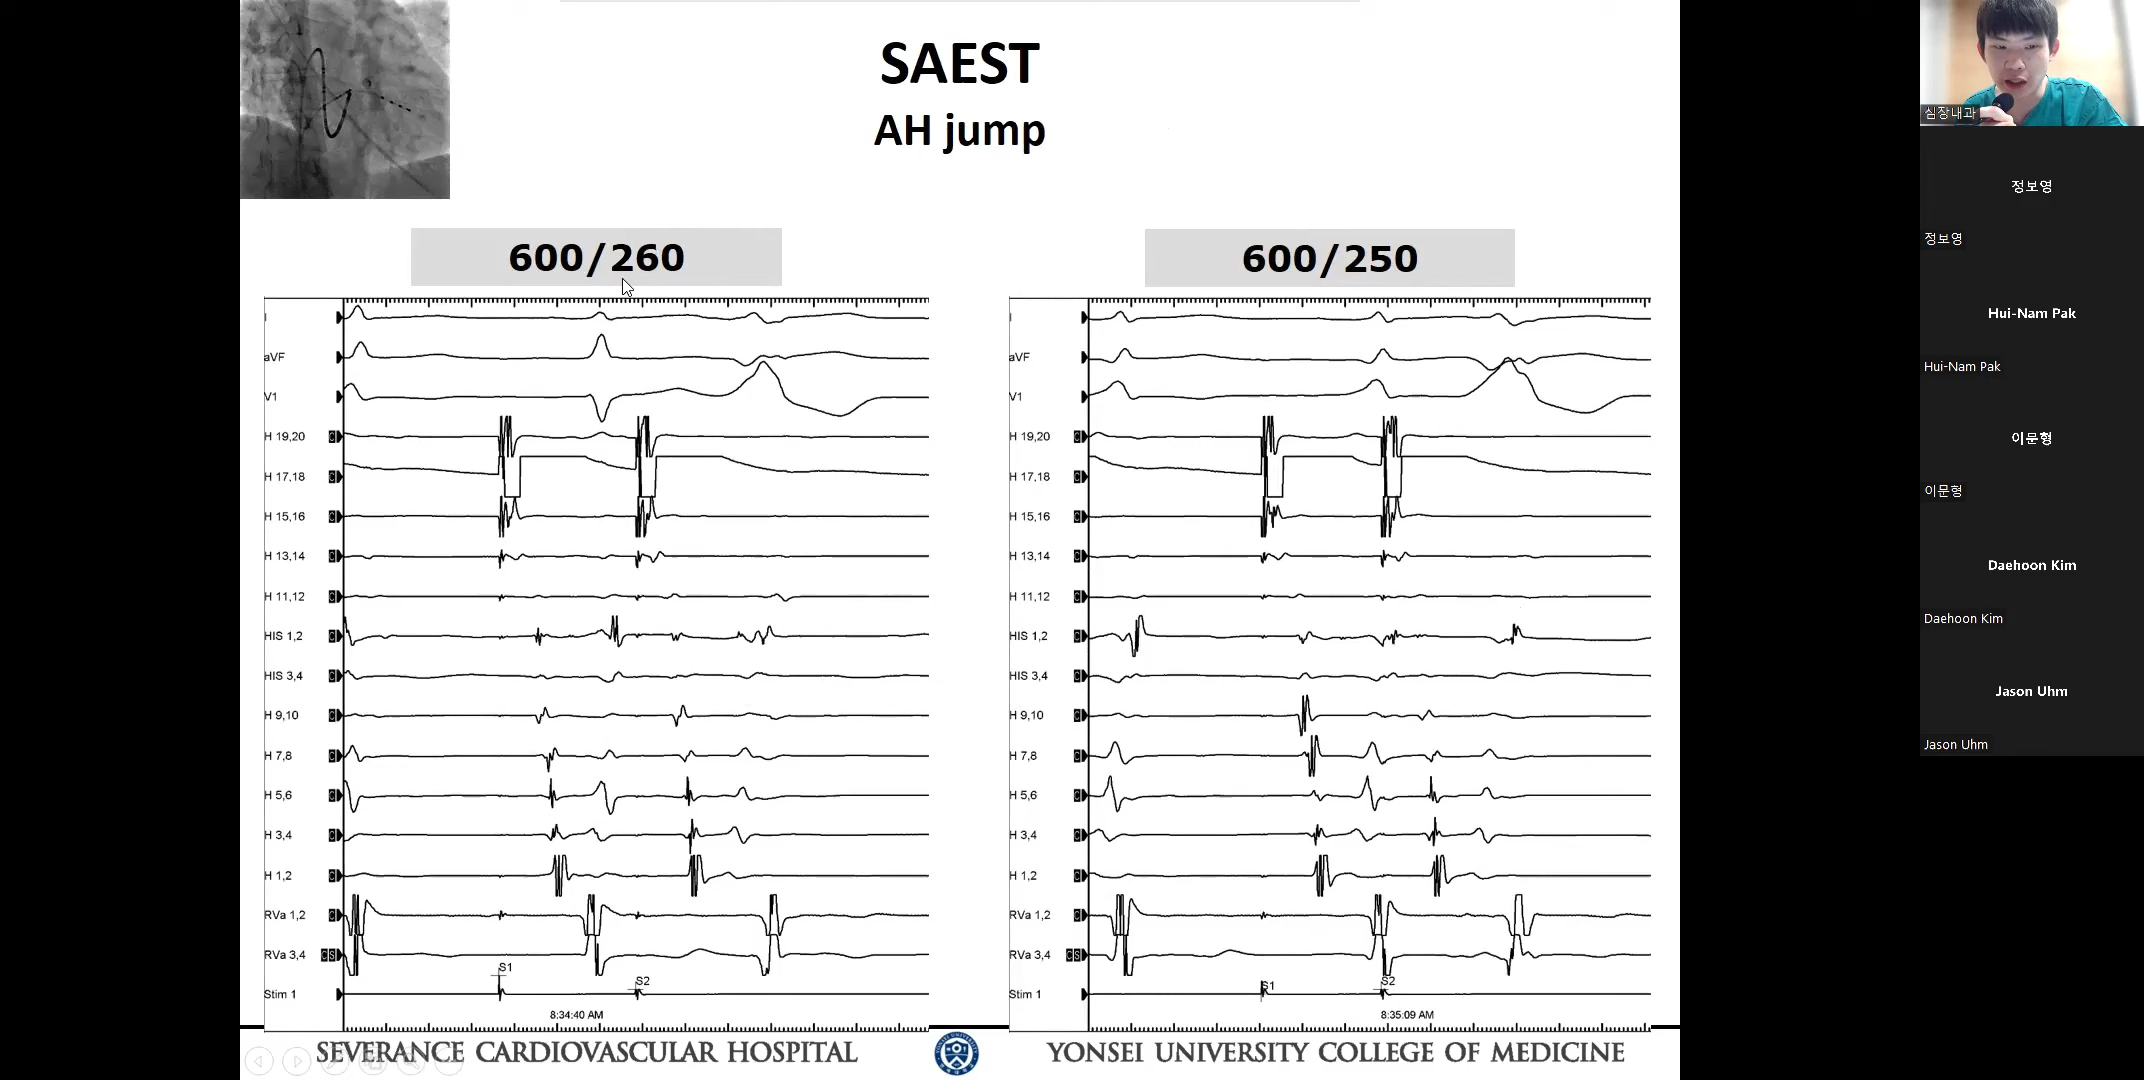 SAEST
AH jump
600/260
600/250
I
aVF
V1
H 19,20
H 17,18
H 15,16
H 13,14
H 11,12
HIS 1,2
HIS 3,4
H 9,10
H 7,8
H 5,6
H 3,4
H 1,2
RVa 1,2
RVa 3,4
Stim 1
S1
S2
8:34:40 AM
I
aVF
V1
H 19,20
H 17,18
H 15,16
H 13,14
H 11,12
HIS 1,2
HIS 3,4
H 9,10
H 7,8
H 5,6
H 3,4
H 1,2
RVa 1,2
RVa 3,4
Stim 1
S1
S2
8:35:09 AM
SEVERANCE CARDIOVASCULAR HOSPITAL
YONSEI UNIVERSITY COLLEGE OF MEDICINE
심장내과
정보영
정보영
Hui-Nam Pak
Hui-Nam Pak
이문형
이문형
Daehoon Kim
Daehoon Kim
Jason Uhm
Jason Uhm